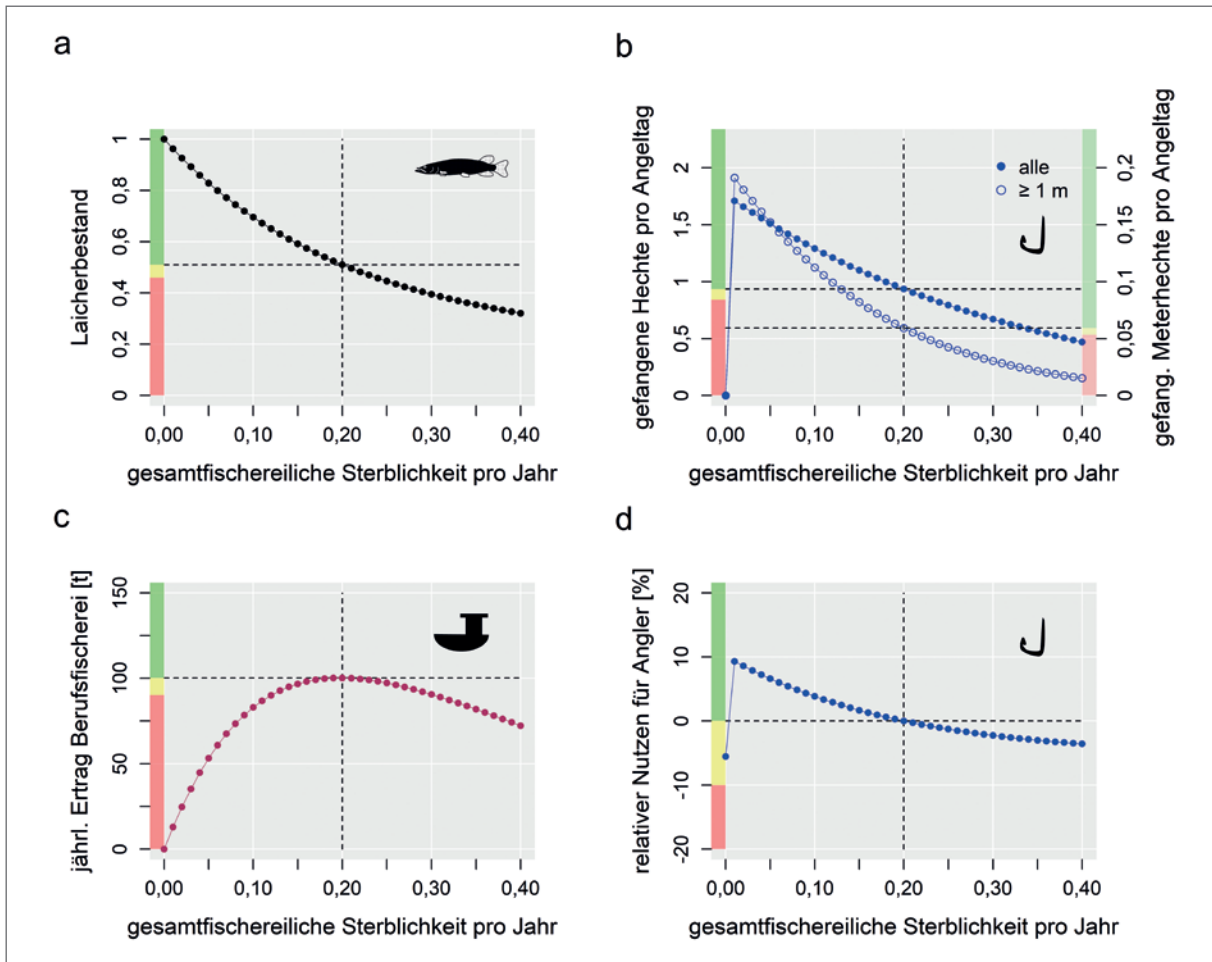 a
Laicherbestand
1
0,8
0,6
0,4
0,2
0
0,00 0,10 0,20 0,30 0,40
gesamtfischereiliche Sterblichkeit pro Jahr
b
gefangene Hechte pro Angeltag
2
1,5
1
0,5
0
alle
≥ 1 m
0,2
0,15
0,1
0,05
0
gefang. Meterhechte pro Angeltag
0,00 0,10 0,20 0,30 0,40
gesamtfischereiliche Sterblichkeit pro Jahr
c
jährl. Ertrag Berufsfischerei [t]
150
100
50
0
0,00 0,10 0,20 0,30 0,40
gesamtfischereiliche Sterblichkeit pro Jahr
d
relativer Nutzen für Angler [%]
20
10
0
-10
-20
0,00 0,10 0,20 0,30 0,40
gesamtfischereiliche Sterblichkeit pro Jahr